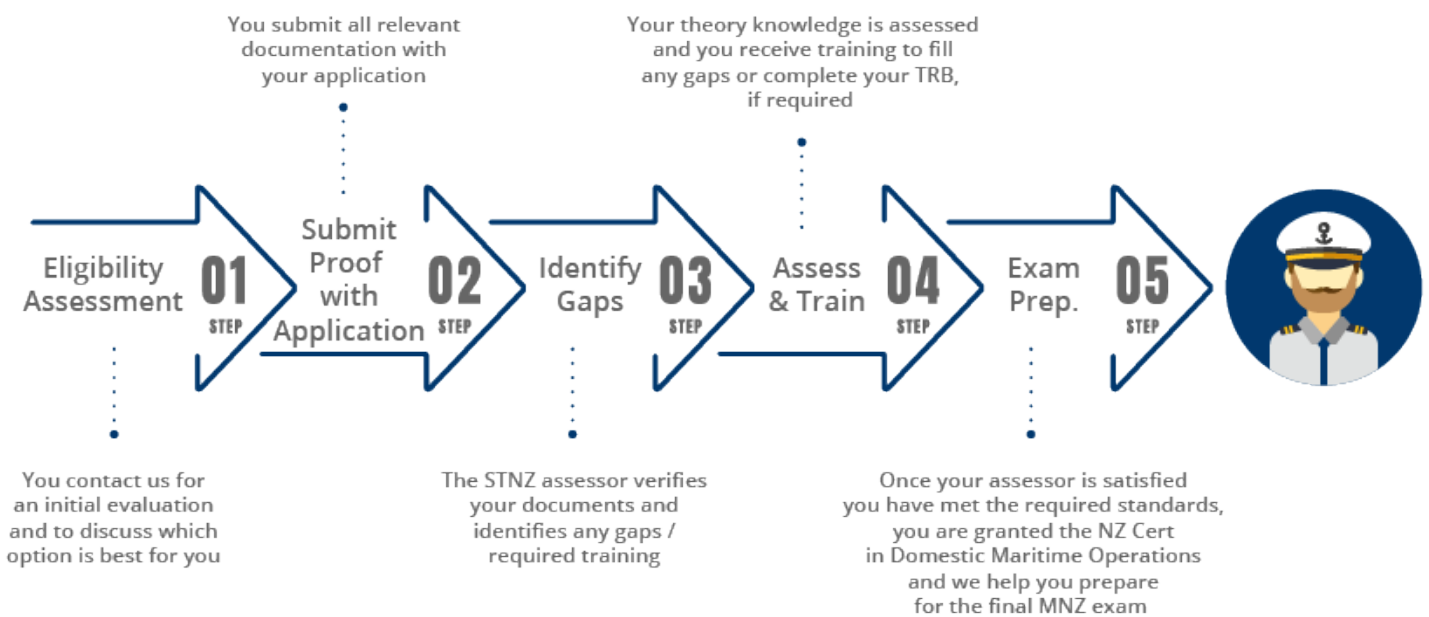 You submit all relevant
documentation with
your application
Your theory knowledge is assessed
and you receive training to fill
any gaps or complete your TRB,
if required
Eligibility
Assessment
01
STEP
Submit
Proof
with
Application
02
STEP
Identify
Gaps
03
STEP
Assess
& Train
04
STEP
Exam
Prep.
05
STEP
You contact us for
an initial evaluation
and to discuss which
option is best for you
The STNZ assessor verifies
your documents and
identifies any gaps /
required training
Once your assessor is satisfied
you have met the required standards,
you are granted the NZ Cert
in Domestic Maritime Operations
and we help you prepare
for the final MNZ exam